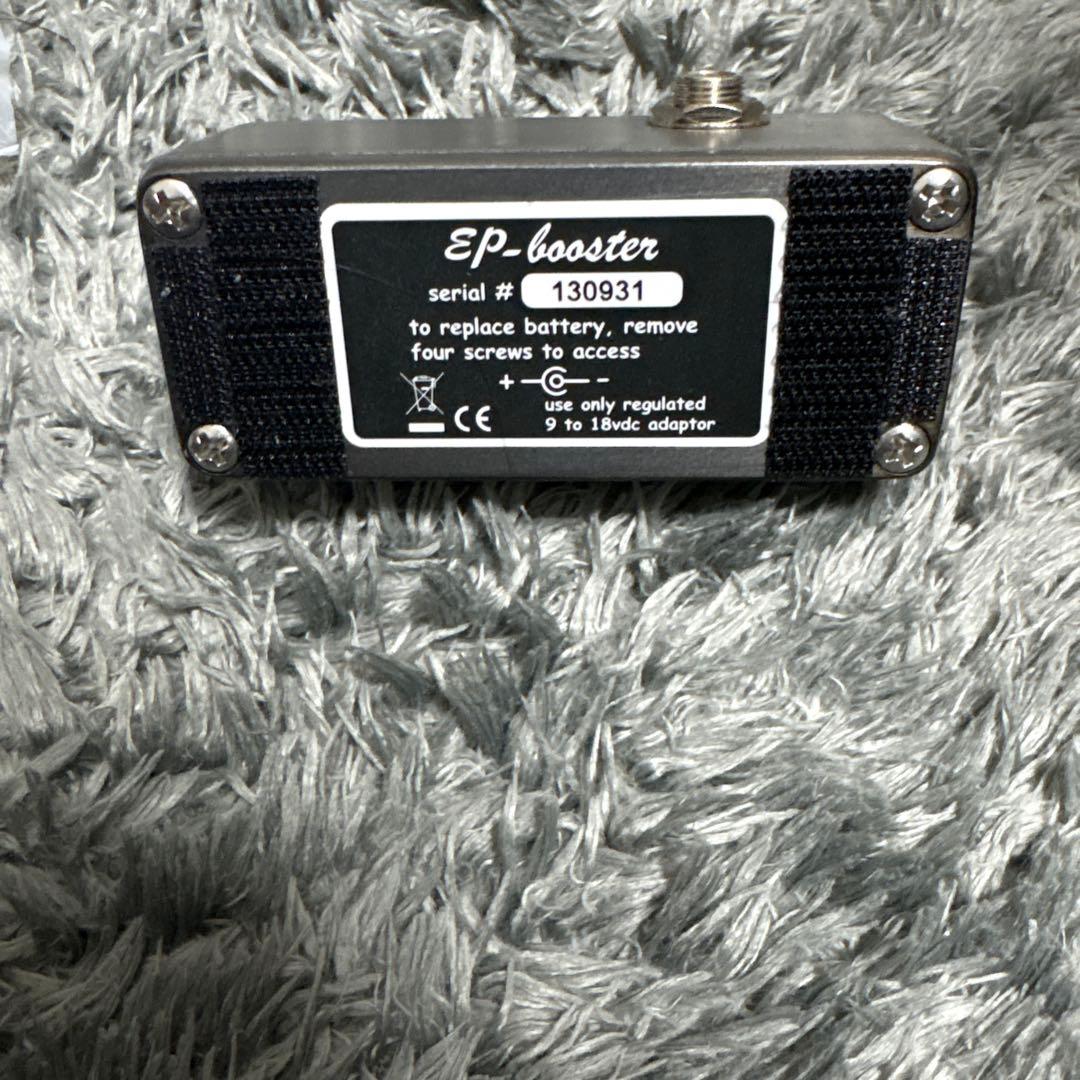 EP-booster
serial # 130931
to replace battery, remove
four screws to access
+ -
use only regulated
9 to 18vdc adaptor
CE